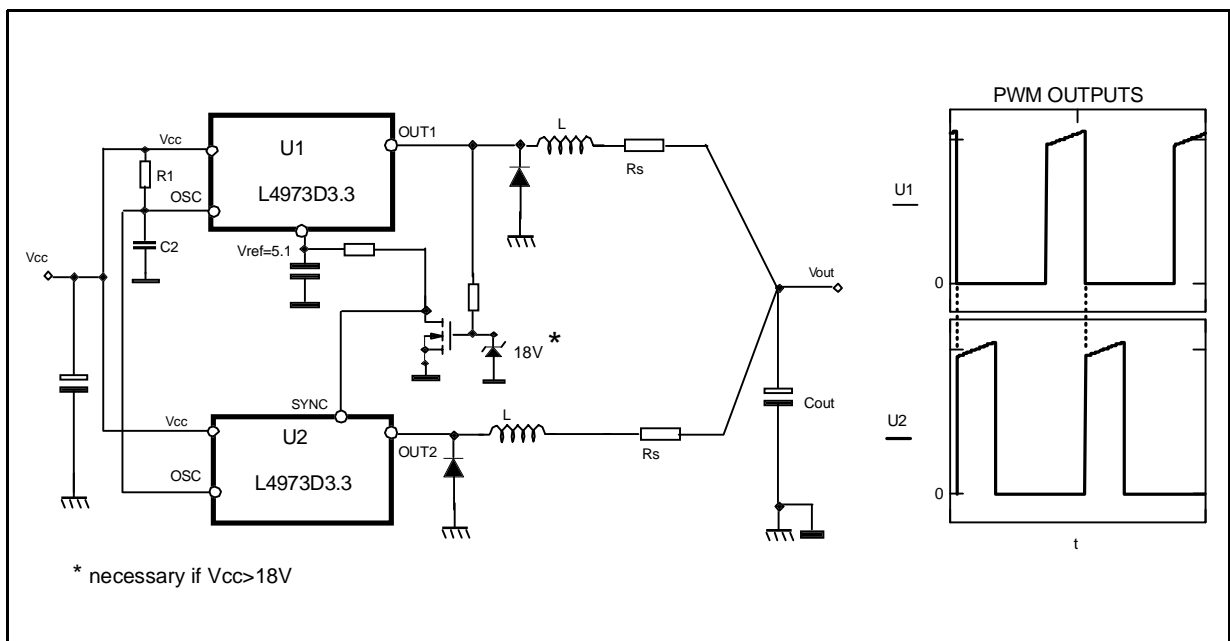 PWM OUTPUTS
Vcc
U1
OUT1
L
R1
L4973D3.3
Rs
OSC
U1
C2
Vref=5.1
Vcc
Vout
0
18V *
SYNC
Cout
Vcc
U2
OUT2
L
U2
OSC
L4973D3.3
Rs
0
t
* necessary if Vcc>18V